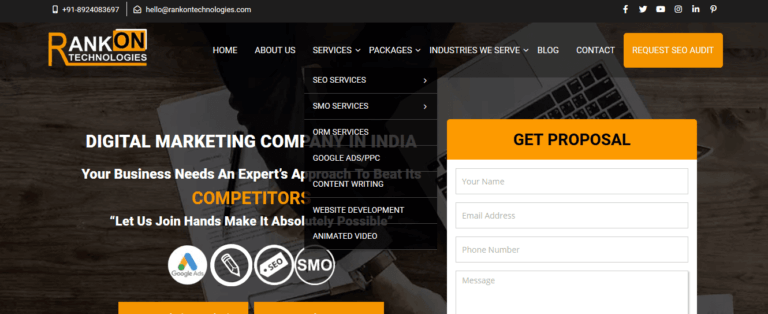 +91-8924083697 hello@rankontechnologies.com
RANKON
TECHNOLOGIES
HOME ABOUT US SERVICES PACKAGES INDUSTRIES WE SERVE BLOG CONTACT REQUEST SEO AUDIT
SEO SERVICES
SMO SERVICES
ORM SERVICES
GOOGLE ADS/PPC
CONTENT WRITING
WEBSITE DEVELOPMENT
ANIMATED VIDEO
DIGITAL MARKETING COMPANY IN INDIA
Your Business Needs An Expert’s Approach To Beat Its
COMPETITORS
“Let Us Join Hands Make It Absolutely Possible”
Google Ads
SEO
SMO
GET PROPOSAL
Your Name
Email Address
Phone Number
Message